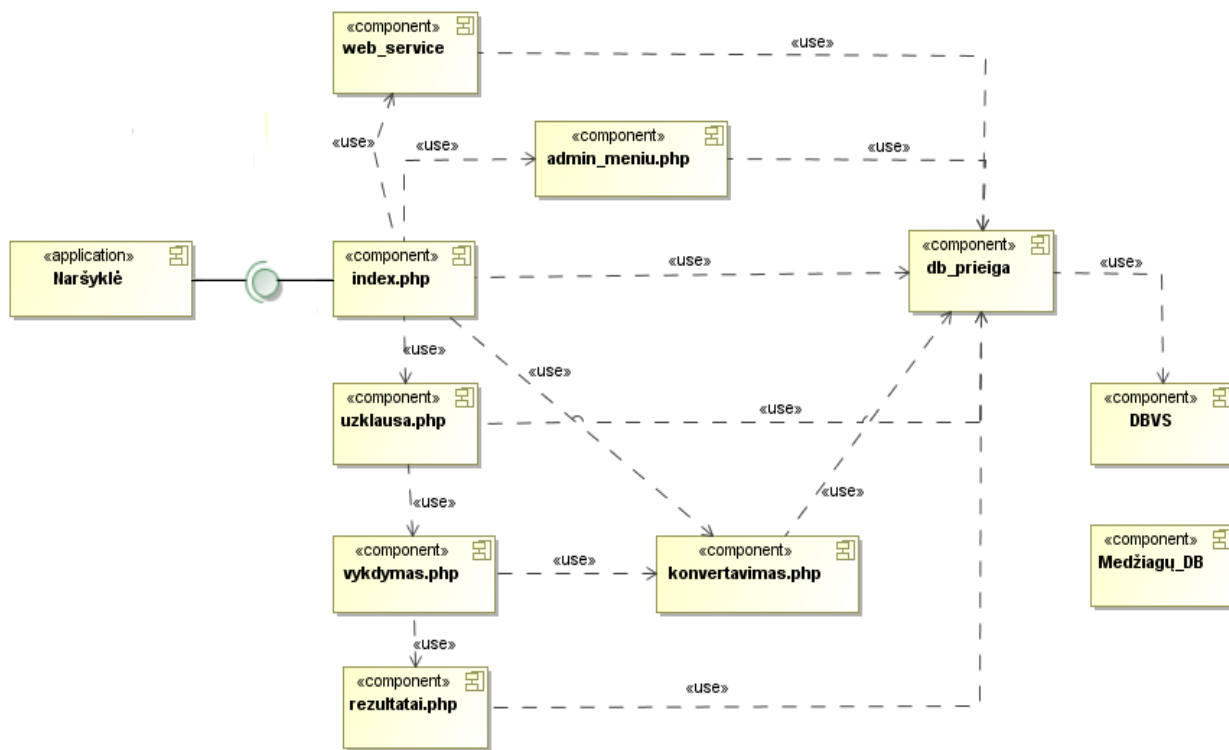 «component»
web_service
«use»
«use»
«use»
«component»
admin_meniu.php
«use»
«application»
Naršyklė
«component»
index.php
«use»
«component»
db_prieiga
«use»
«use»
«use»
«component»
uzklausa.php
«use»
«component»
DBVS
«use»
«use»
«component»
vykdymas.php
«use»
«component»
konvertavimas.php
«component»
Medžiagų_DB
«use»
«component»
rezultatai.php
«use»